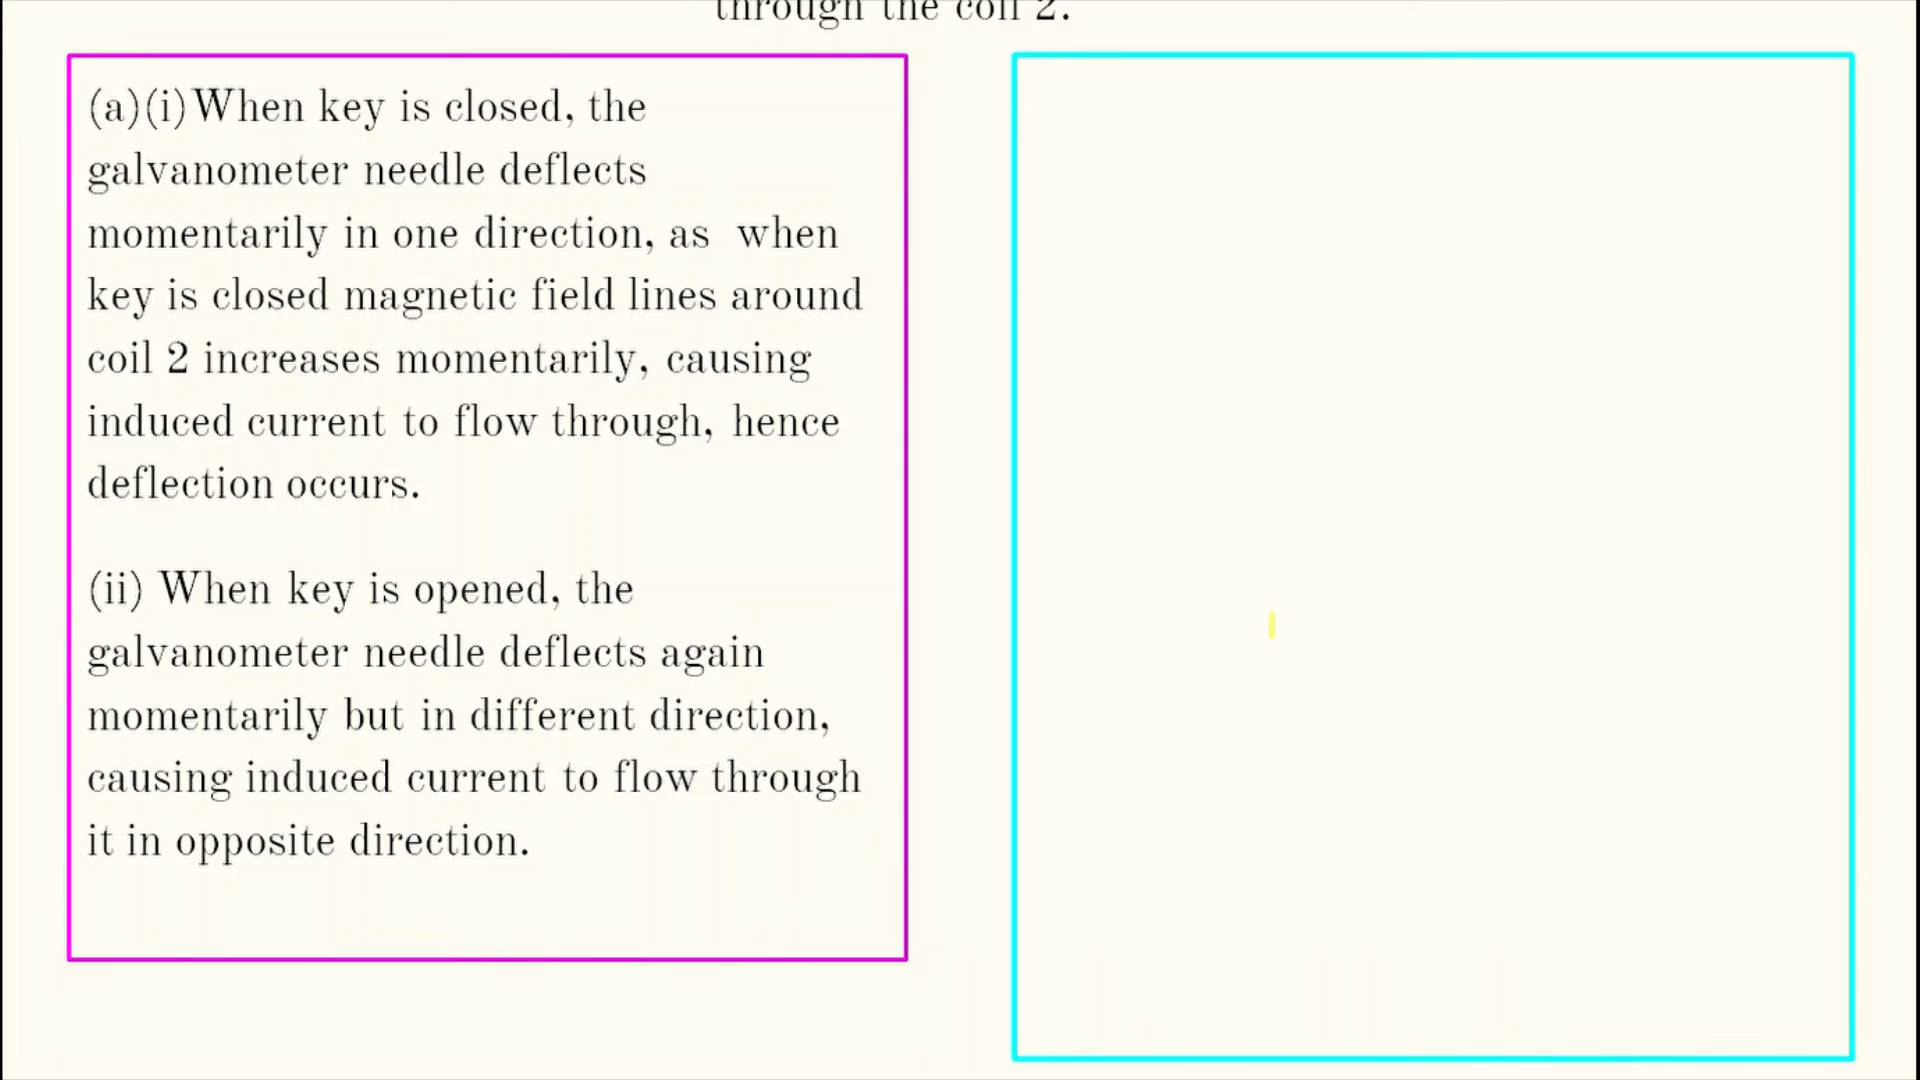 through the coil 2.
(a)(i)When key is closed, the
galvanometer needle deflects
momentarily in one direction, as  when
key is closed magnetic field lines around
coil 2 increases momentarily, causing
induced current to flow through, hence
deflection occurs.
(ii) When key is opened, the
galvanometer needle deflects again
momentarily but in different direction,
causing induced current to flow through
it in opposite direction.